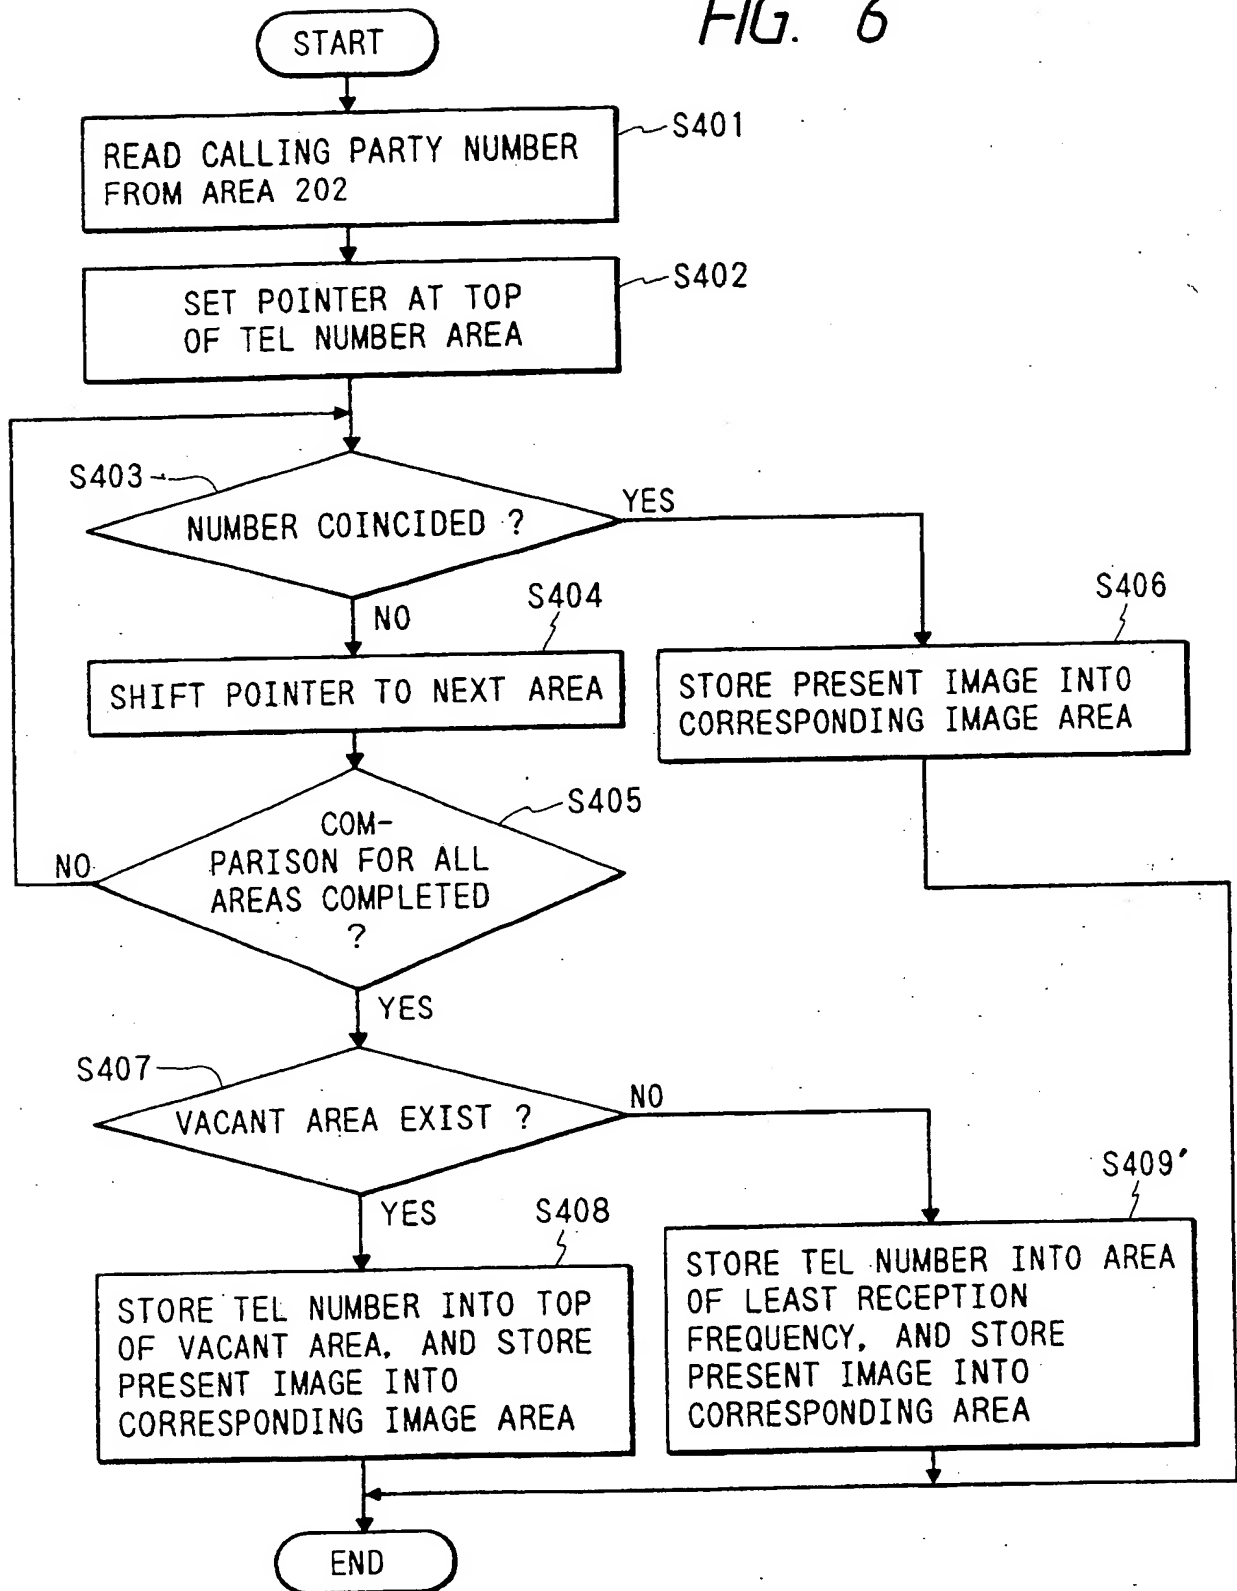 FIG. 6
START
READ CALLING PARTY NUMBER
FROM AREA 202
S401
SET POINTER AT TOP
OF TEL NUMBER AREA
S402
S403
NUMBER COINCIDED ?
YES
NO
S404
SHIFT POINTER TO NEXT AREA
S406
STORE PRESENT IMAGE INTO
CORRESPONDING IMAGE AREA
S405
COM-
PARISON FOR ALL
AREAS COMPLETED
?
NO
YES
S407
VACANT AREA EXIST ?
NO
YES
S408
STORE TEL NUMBER INTO TOP
OF VACANT AREA, AND STORE
PRESENT IMAGE INTO
CORRESPONDING IMAGE AREA
S409'
STORE TEL NUMBER INTO AREA
OF LEAST RECEPTION
FREQUENCY, AND STORE
PRESENT IMAGE INTO
CORRESPONDING AREA
END